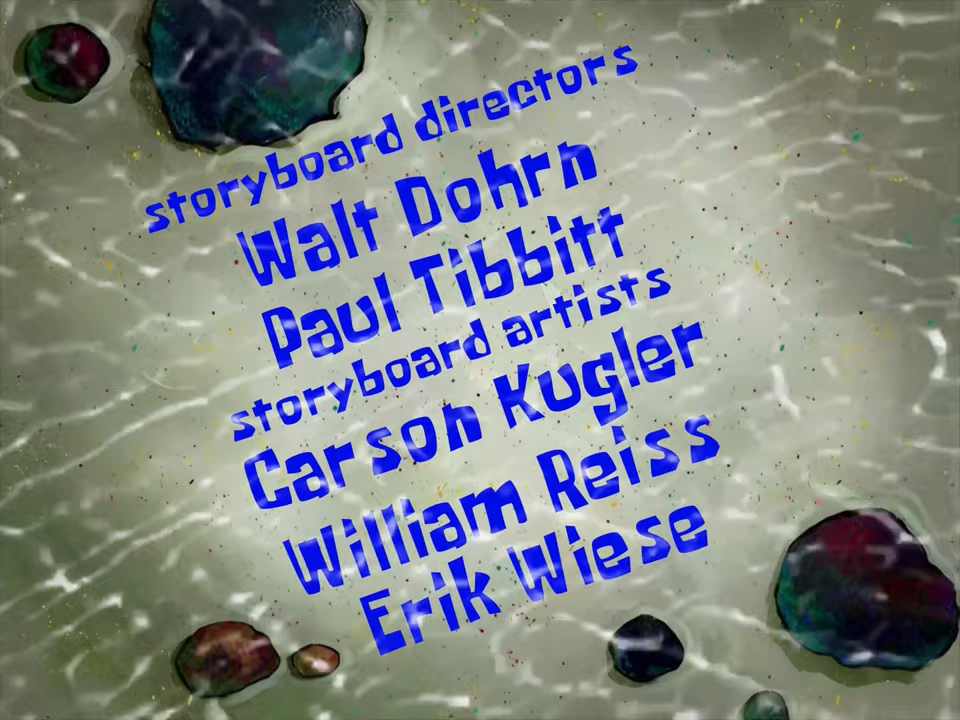 storyboard directors
Walt Dohrn
Paul Tibbitt
storyboard artists
Carson Kugler
William Reiss
Erik Wiese